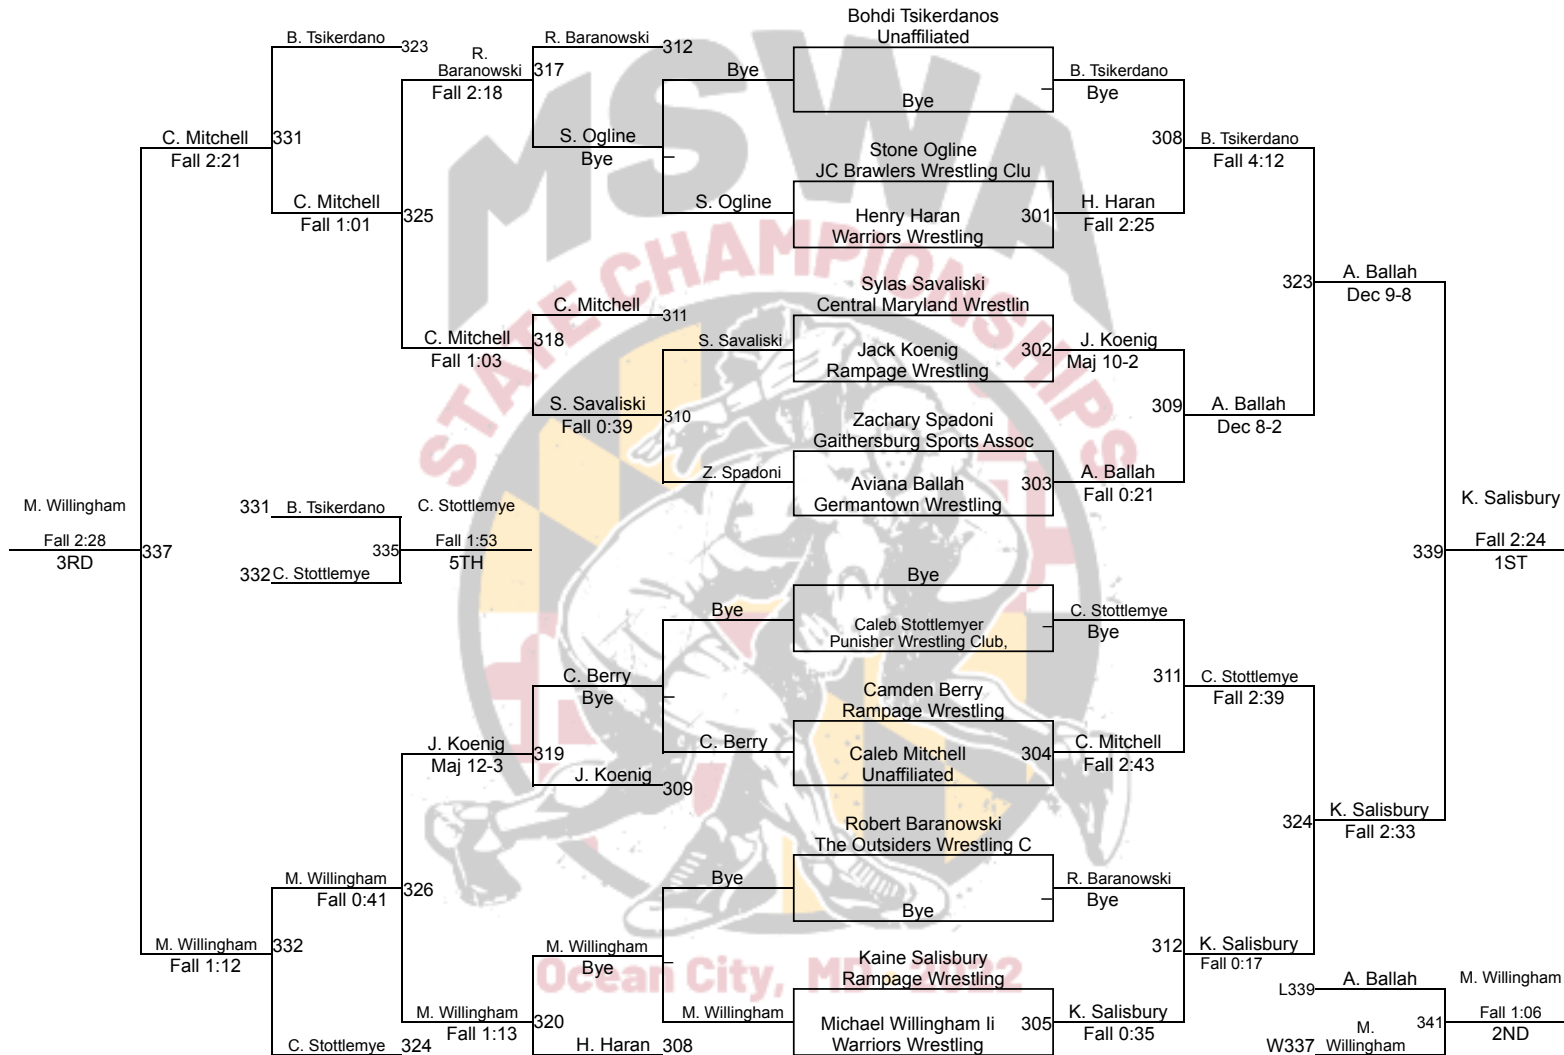 Bohdi Tsikerdanos
Unaffiliated
Bye
Stone Ogline
JC Brawlers Wrestling Clu
Henry Haran
Warriors Wrestling
301
Sylas Savaliski
Central Maryland Wrestlin
Jack Koenig
Rampage Wrestling
302
Zachary Spadoni
Gaithersburg Sports Assoc
Aviana Ballah
Germantown Wrestling
303
Bye
Caleb Stottlemyer
Punisher Wrestling Club,
Camden Berry
Rampage Wrestling
Caleb Mitchell
Unaffiliated
304
Robert Baranowski
The Outsiders Wrestling C
Bye
Kaine Salisbury
Rampage Wrestling
Michael Willingham Ii
Warriors Wrestling
305
B. Tsikerdano
Bye
308
H. Haran
Fall 2:25
J. Koenig
Maj 10-2
309
A. Ballah
Fall 0:21
C. Stottlemye
Bye
311
C. Mitchell
Fall 2:43
R. Baranowski
Bye
312
K. Salisbury
Fall 0:35
B. Tsikerdano
Fall 4:12
323
A. Ballah
Dec 8-2
C. Stottlemye
Fall 2:39
324
K. Salisbury
Fall 0:17
A. Ballah
Dec 9-8
339
K. Salisbury
Fall 2:33
K. Salisbury
Fall 2:24
1ST
L339
A. Ballah
341
W337
M.
Willingham
M. Willingham
Fall 1:06
2ND
Bye
S. Ogline
S. Savaliski
310
Z. Spadoni
Bye
C. Berry
Bye
M. Willingham
R. Baranowski
312
317
S. Ogline
Bye
C. Mitchell
311
318
S. Savaliski
Fall 0:39
C. Berry
Bye
319
J. Koenig
309
M. Willingham
Bye
320
H. Haran
308
R.
Baranowski
Fall 2:18
325
C. Mitchell
Fall 1:03
J. Koenig
Maj 12-3
326
M. Willingham
Fall 1:13
B. Tsikerdano
323
331
C. Mitchell
Fall 1:01
M. Willingham
Fall 0:41
332
C. Stottlemye
324
C. Mitchell
Fall 2:21
337
M. Willingham
Fall 1:12
M. Willingham
Fall 2:28
3RD
331
B. Tsikerdano
335
332
C. Stottlemye
C. Stottlemye
Fall 1:53
5TH
MSWA
STATE CHAMPIONSHIPS
Ocean City, MD - 2022